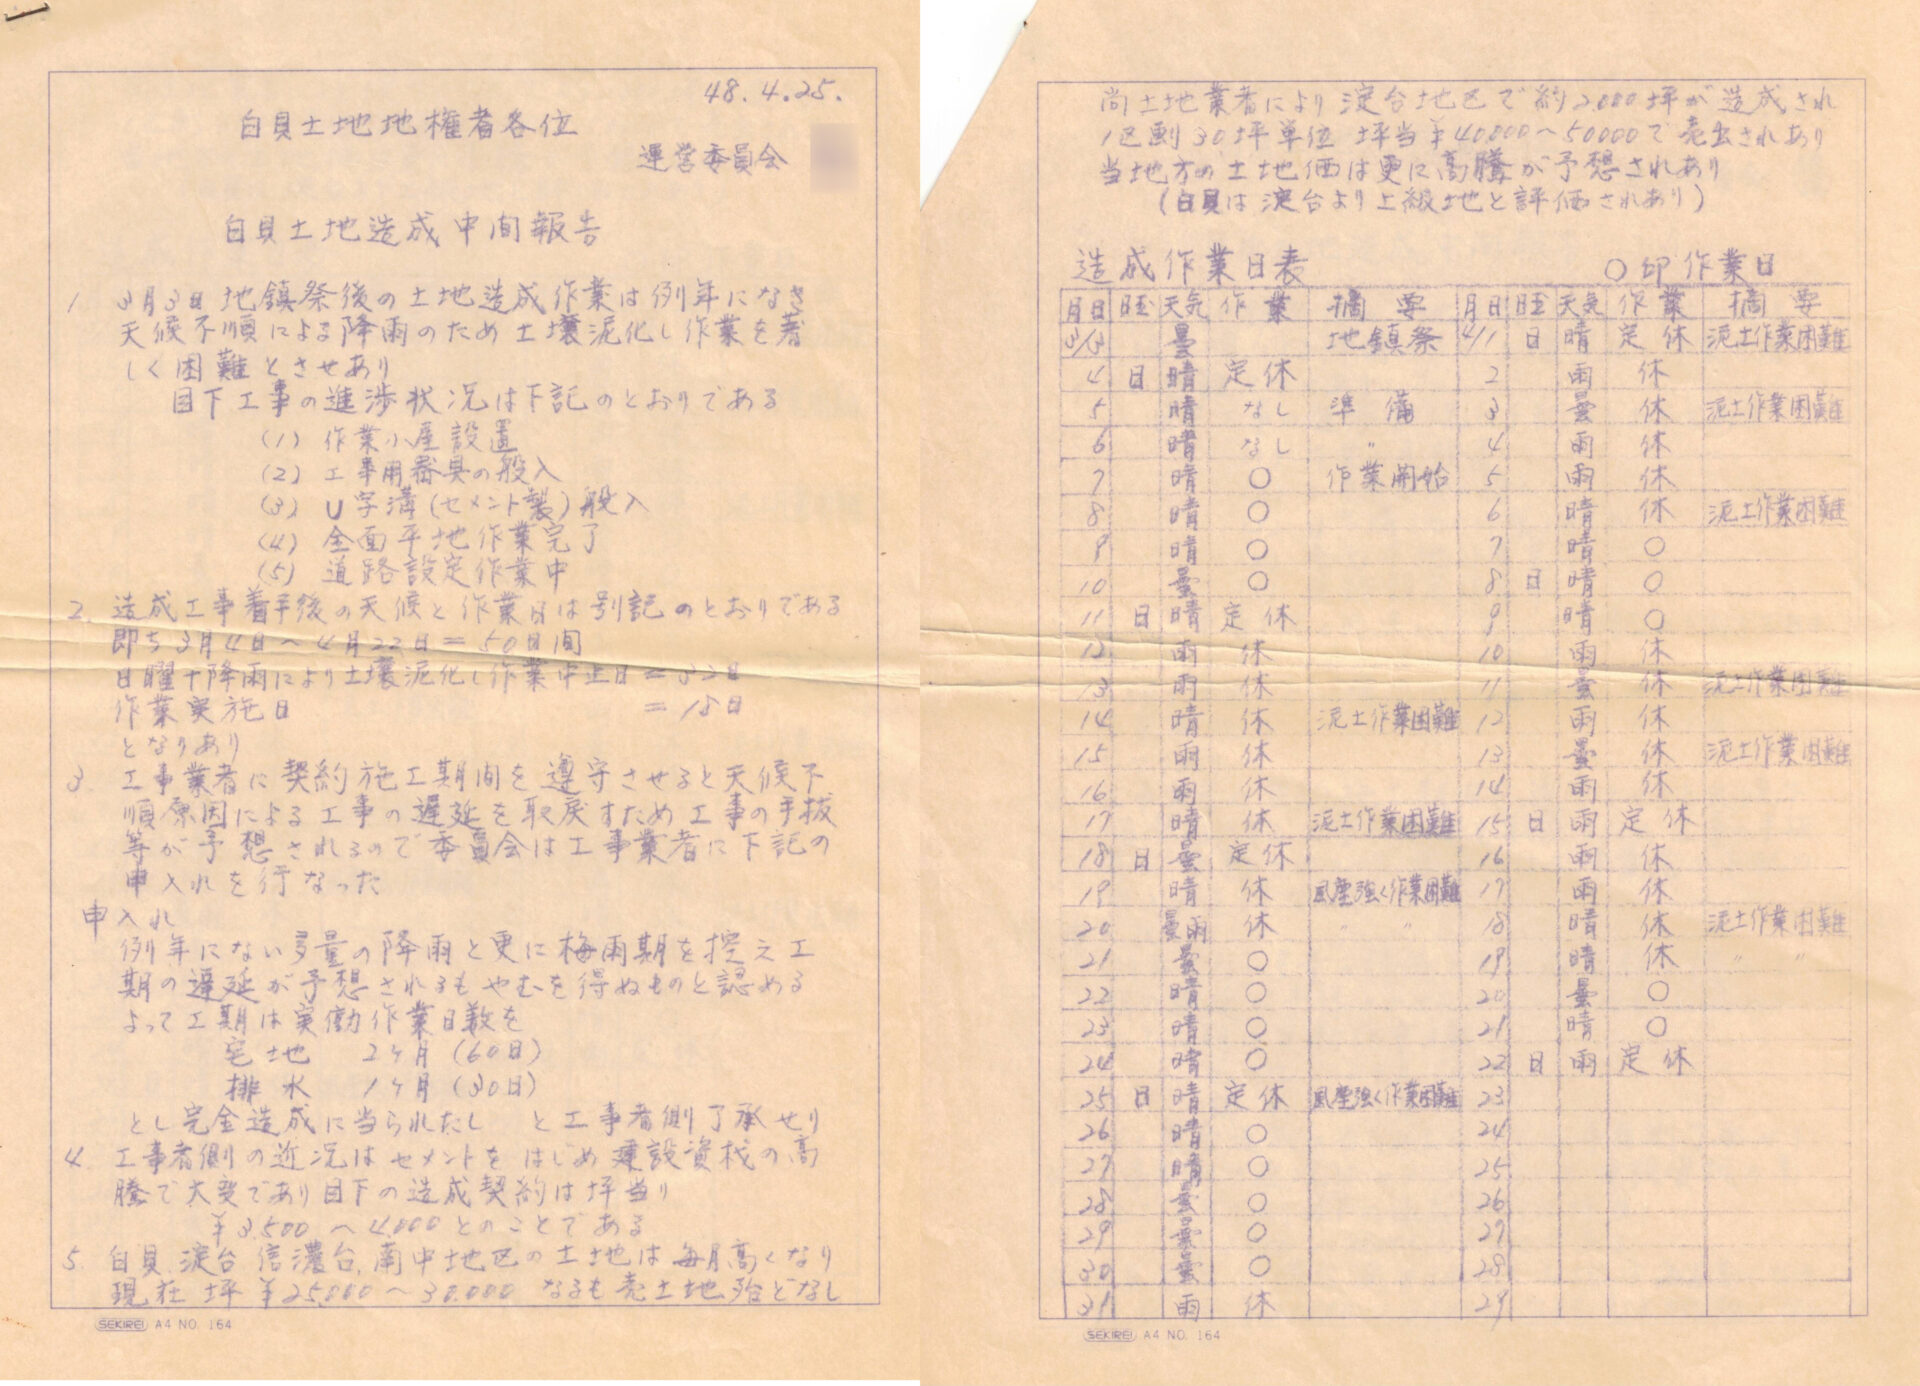 48.4.25.
白貝土地地権者各位
運営委員会
白貝土地造成中間報告
1 3月3日地鎮祭後の土地造成作業は例年になき
天候不順による降雨のため土壌泥化し作業を著
しく困難とさせあり
目下工事の進渉状況は下記のとおりである
(1) 作業小屋設置
(2) 工事用器具の般入
(3) U字溝(セメント製)般入
(4) 全面平地作業完了
(5) 道路設定作業中
2. 造成工事着手後の天候と作業日は別記のとおりである
即ち3月4日〜4月22日=50日間
日曜十降雨により土壌泥化し作業中止日=32日
作業実施日 =18日
となりあり
3. 工事業者に契約施工期間を遵守させると天候不
順原因による工事の遅延を取戻すため工事の手抜
等が予想されるので委員会は工事業者に下記の
申入れを行なった
申入れ
例年にない多量の降雨と更に梅雨期を控え工
期の遅延が予想されるもやむを得ぬものと認める
よって工期は実働作業日数を
宅地 2ヶ月(60日)
排水 1ヶ月(30日)
とし完全造成に当られたし と工事者側了承せり
4. 工事者側の近況はセメントをはじめ建設資材の高
騰で大変であり目下の造成契約は坪当り
¥3.500〜4.000とのことである
5. 白貝、淀台、信濃台、南中地区の土地は毎月高くなり
現在坪¥25.000〜30.000なるも売土地殆どなし
SEKIREI A4 NO. 164
尚土地業者により淀台地区で約2.000坪が造成され
1区劃30坪単位 坪当¥40.000〜50000で売出されあり
当地方の土地価は更に高騰が予想されあり
(白貝は淀台より上級地と評価されあり)
造成作業日表 ○印作業日
月日 日 天気 作業 摘要 月日 日 天気 作業 摘要
3/3 曇 地鎮祭 4/1 日 晴 定休 泥土作業困難
4 日 晴 定休 2 雨 休
5 晴 なし 準備 3 曇 休 泥土作業困難
6 晴 なし 〃 4 雨 休
7 晴 ○ 作業開始 5 雨 休
8 晴 ○ 6 晴 休 泥土作業困難
9 晴 ○ 7 晴 ○
10 曇 ○ 8 日 晴 ○
11 日 晴 定休 9 晴 ○
12 雨 休 10 雨 休
13 雨 休 11 曇 休 泥土作業困難
14 晴 休 泥土作業困難 12 雨 休
15 雨 休 13 曇 休 泥土作業困難
16 雨 休 14 雨 休
17 晴 休 泥土作業困難 15 日 雨 定休
18 日 曇 定休 16 雨 休
19 晴 休 風塵強く作業困難 17 雨 休
20 曇雨 休 〃 〃 18 晴 休 泥土作業困難
21 曇 ○ 19 晴 休 〃 〃
22 晴 ○ 20 曇 ○
23 晴 ○ 21 晴 ○
24 晴 ○ 22 日 雨 定休
25 日 晴 定休 風塵強く作業困難 23
26 晴 ○ 24
27 晴 ○ 25
28 曇 ○ 26
29 曇 ○ 27
30 曇 ○ 28
31 雨 休 29
SEKIREI A4 NO. 164